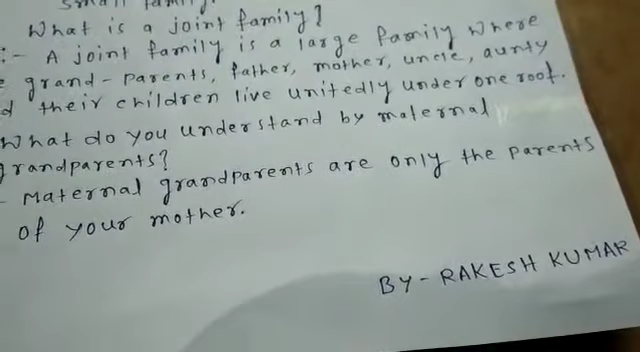 small family.
What is a joint family?
:- A joint family is a large family where
grand-parents, father, mother, uncle, aunty
their children live unitedly under one roof.
What do you understand by maternal
grandparents?
- Maternal grandparents are only the parents
of your mother.
BY - RAKESH KUMAR